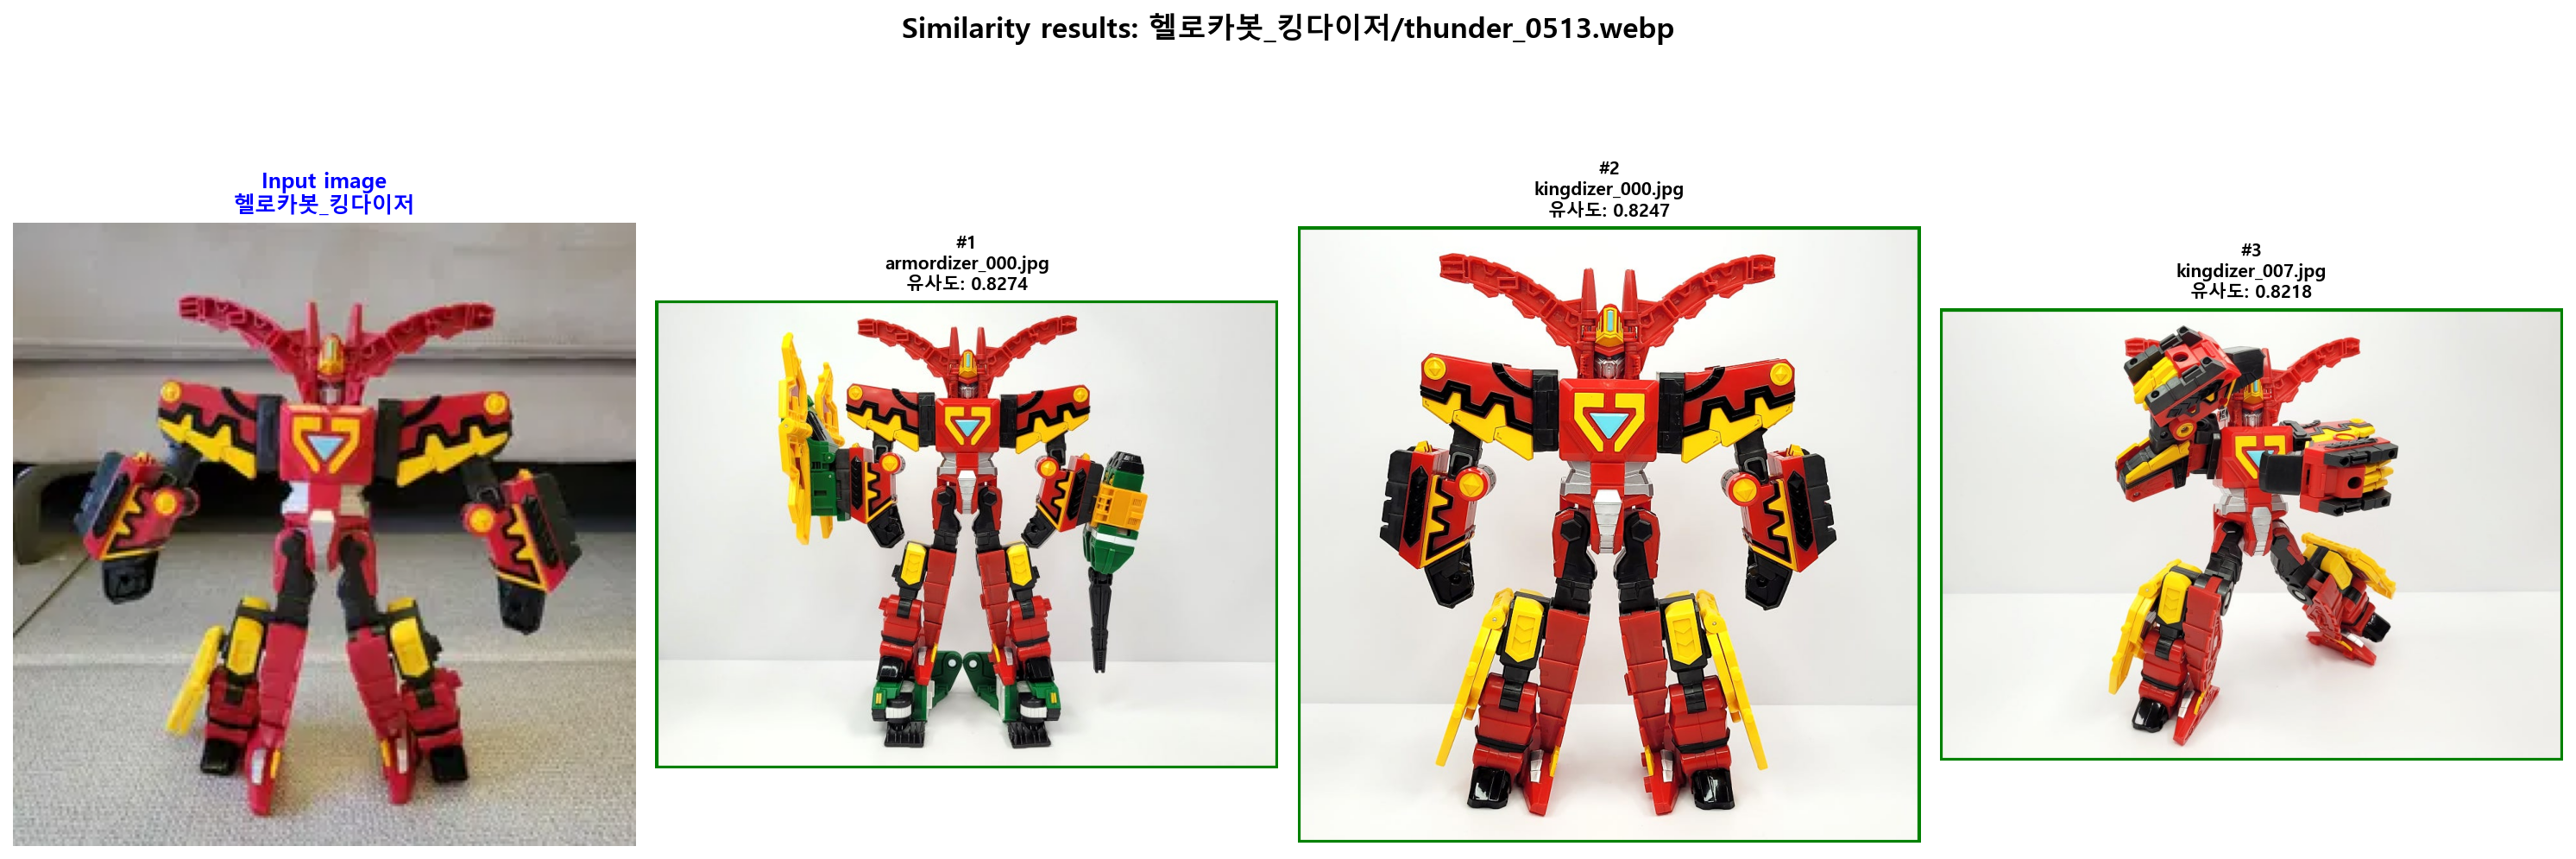 Similarity results: 헬로카봇_킹다이저/thunder_0513.webp
Input image
헬로카봇_킹다이저
#1
armordizer_000.jpg
유사도: 0.8274
#2
kingdizer_000.jpg
유사도: 0.8247
#3
kingdizer_007.jpg
유사도: 0.8218